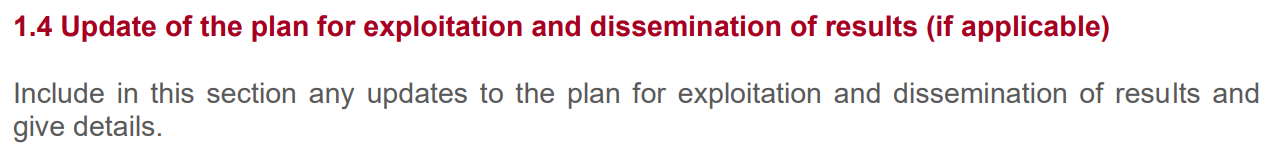 1.4 Update of the plan for exploitation and dissemination of results (if applicable)
Include in this section any updates to the plan for exploitation and dissemination of results and
give details.